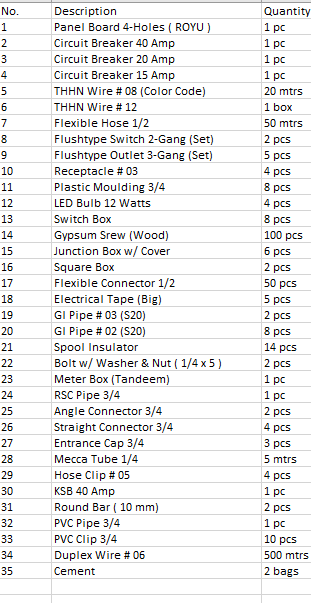 No. Description Quantity
1 Panel Board 4-Holes ( ROYU ) 1 pc
2 Circuit Breaker 40 Amp 1 pc
3 Circuit Breaker 20 Amp 1 pc
4 Circuit Breaker 15 Amp 1 pc
5 THHN Wire # 08 (Color Code) 20 mtrs
6 THHN Wire # 12 1 box
7 Flexible Hose 1/2 50 mtrs
8 Flushtype Switch 2-Gang (Set) 2 pcs
9 Flushtype Outlet 3-Gang (Set) 5 pcs
10 Receptacle # 03 4 pcs
11 Plastic Moulding 3/4 8 pcs
12 LED Bulb 12 Watts 4 pcs
13 Switch Box 8 pcs
14 Gypsum Srew (Wood) 100 pcs
15 Junction Box w/ Cover 6 pcs
16 Square Box 2 pcs
17 Flexible Connector 1/2 50 pcs
18 Electrical Tape (Big) 5 pcs
19 GI Pipe # 03 (S20) 2 pcs
20 GI Pipe # 02 (S20) 8 pcs
21 Spool Insulator 14 pcs
22 Bolt w/ Washer & Nut ( 1/4 x 5 ) 2 pcs
23 Meter Box (Tandeem) 1 pc
24 RSC Pipe 3/4 1 pc
25 Angle Connector 3/4 2 pcs
26 Straight Connector 3/4 4 pcs
27 Entrance Cap 3/4 3 pcs
28 Mecca Tube 1/4 5 mtrs
29 Hose Clip # 05 4 pcs
30 KSB 40 Amp 1 pc
31 Round Bar ( 10 mm) 2 pcs
32 PVC Pipe 3/4 1 pc
33 PVC Clip 3/4 10 pcs
34 Duplex Wire # 06 500 mtrs
35 Cement 2 bags